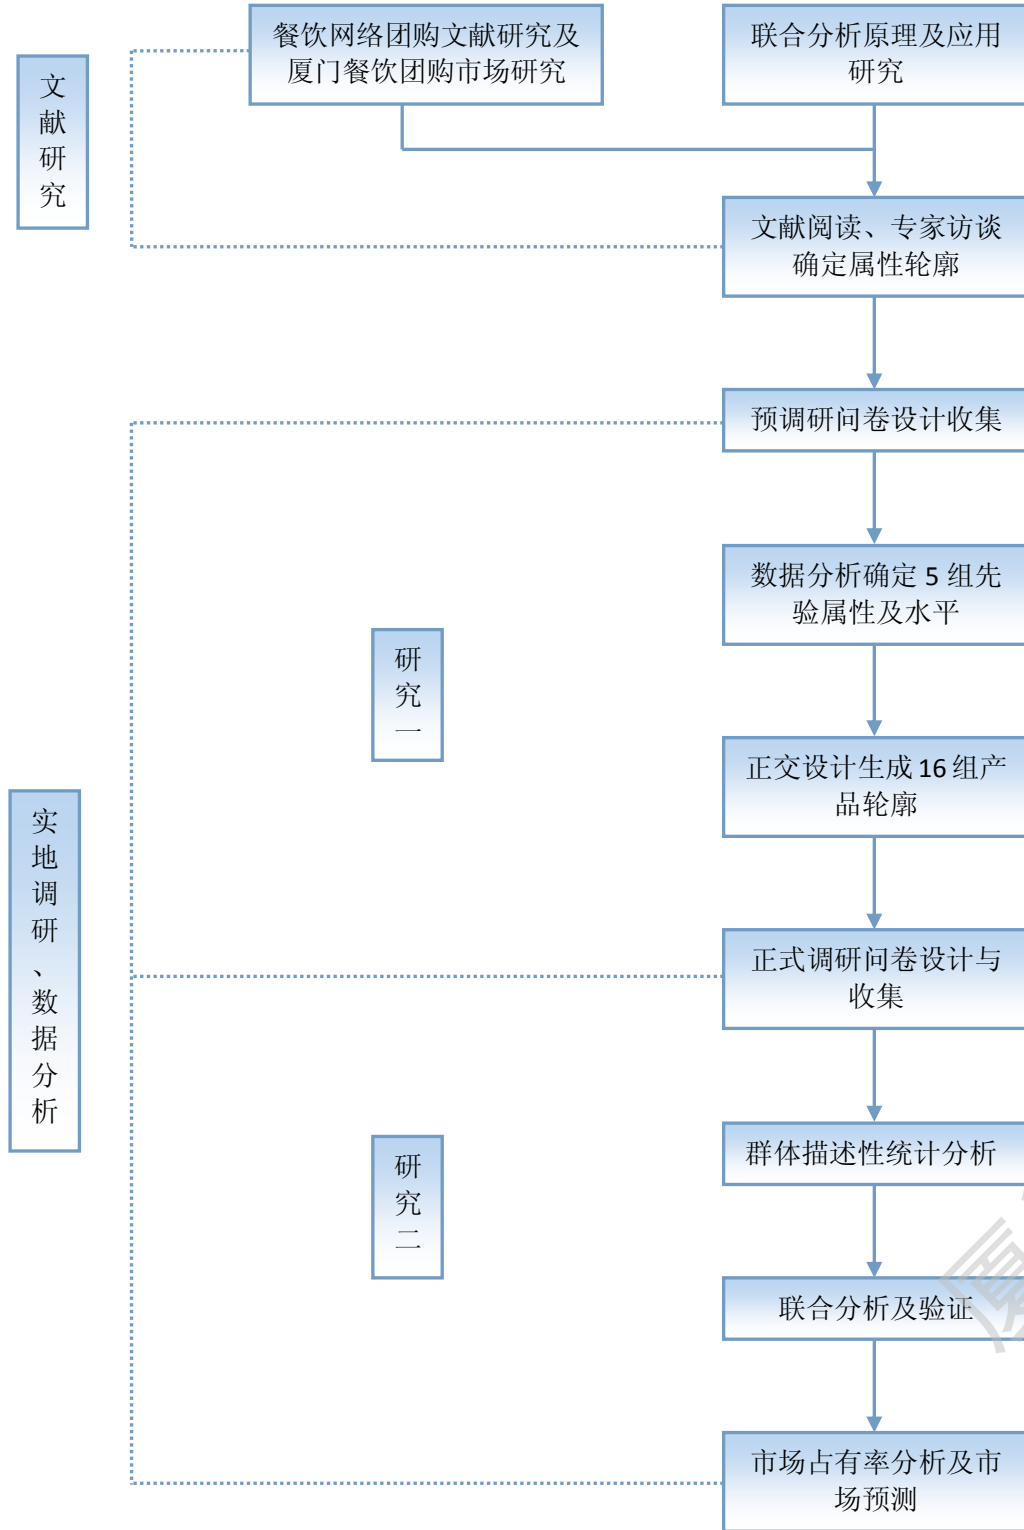 餐饮网络团购文献研究及
厦门餐饮团购市场研究
联合分析原理及应用
研究
文献研究
文献阅读、专家访谈
确定属性轮廓
预调研问卷设计收集
数据分析确定 5 组先
验属性及水平
研究一
正交设计生成 16 组产
品轮廓
实地调研、数据分析
正式调研问卷设计与
收集
群体描述性统计分析
研究二
联合分析及验证
市场占有率分析及市
场预测
厦